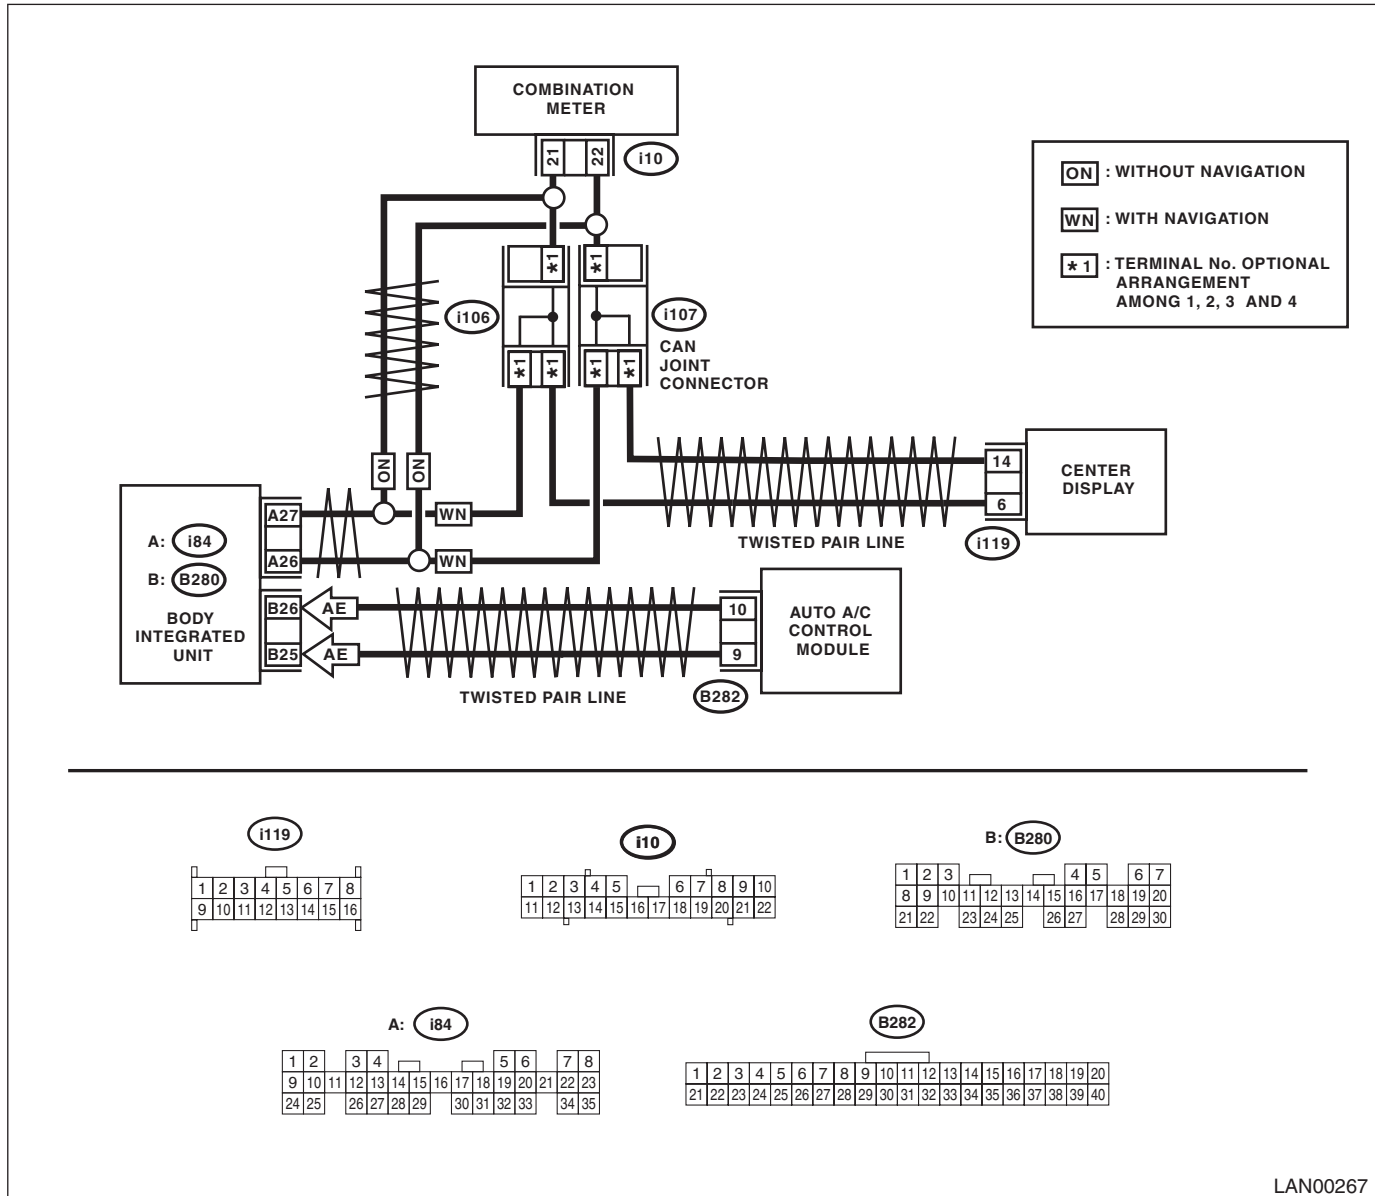 COMBINATION
METER
21
22
i10
ON : WITHOUT NAVIGATION
WN : WITH NAVIGATION
*1 : TERMINAL No. OPTIONAL
ARRANGEMENT
AMONG 1, 2, 3 AND 4
*1
*1
i106
i107
CAN
JOINT
CONNECTOR
*1
*1
*1
*1
ON
ON
14
6
CENTER
DISPLAY
i119
TWISTED PAIR LINE
A27
A26
WN
WN
A: i84
B: B280
BODY
INTEGRATED
UNIT
B26
B25
AE
AE
10
9
AUTO A/C
CONTROL
MODULE
B282
TWISTED PAIR LINE
i119
1 2 3 4 5 6 7 8
9 10 11 12 13 14 15 16
i10
1 2 3 4 5 6 7 8 9 10
11 12 13 14 15 16 17 18 19 20 21 22
B: B280
1 2 3 4 5 6 7
8 9 10 11 12 13 14 15 16 17 18 19 20
21 22 23 24 25 26 27 28 29 30
A: i84
1 2 3 4 5 6 7 8
9 10 11 12 13 14 15 16 17 18 19 20 21 22 23
24 25 26 27 28 29 30 31 32 33 34 35
B282
1 2 3 4 5 6 7 8 9 10 11 12 13 14 15 16 17 18 19 20
21 22 23 24 25 26 27 28 29 30 31 32 33 34 35 36 37 38 39 40
LAN00267